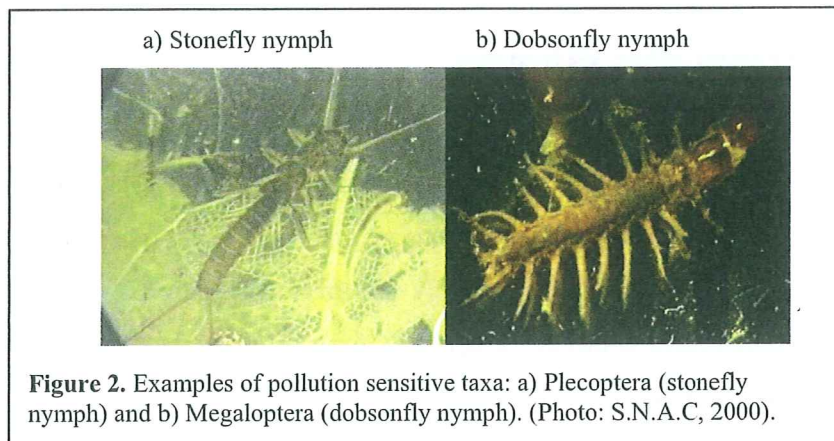 a) Stonefly nymph b) Dobsonfly nymph
Figure 2. Examples of pollution sensitive taxa: a) Plecoptera (stonefly
nymph) and b) Megaloptera (dobsonfly nymph). (Photo: S.N.A.C, 2000).